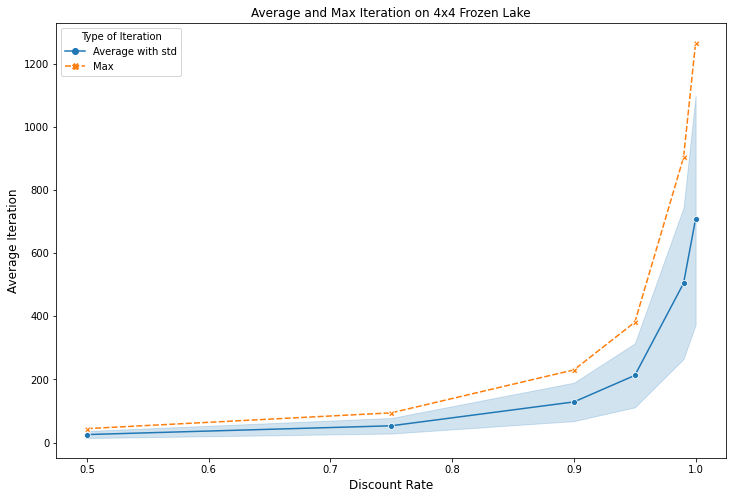 Average and Max Iteration on 4x4 Frozen Lake
Type of Iteration
Average with std
Max
Average Iteration
1200
1000
800
600
400
200
0
0.5 0.6 0.7 0.8 0.9 1.0
Discount Rate